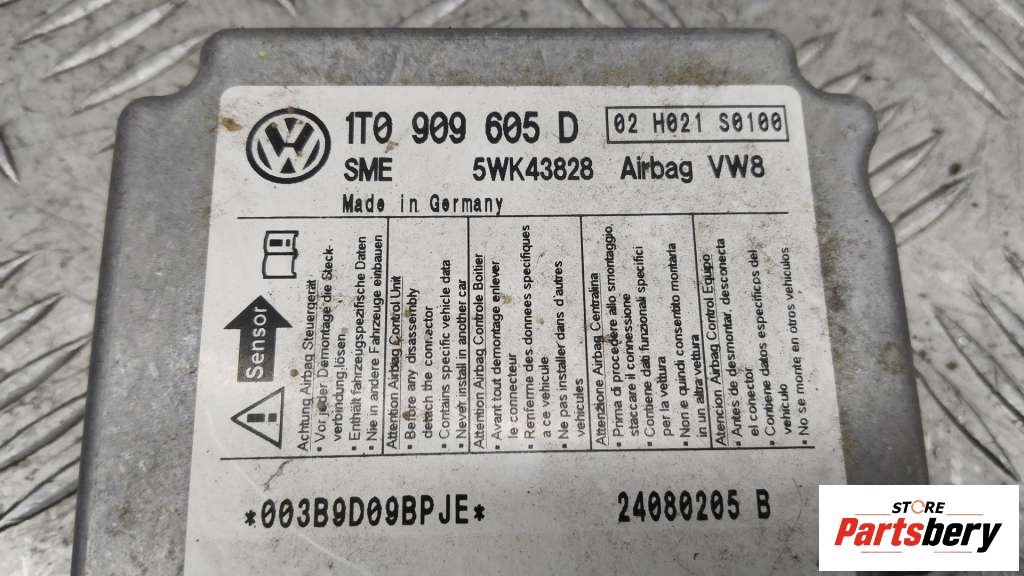 1T0 909 605 D
02 H021 S0100
SME 5WK43828 Airbag VW8
Made in Germany
Sensor
Achtung Airbag Steuergerät
• Vor jeder Demontage die Steck-
verbindung lösen.
• Enthält fahrzeugspezifische Daten
• Nie in andere Fahrzeuge einbauen
Attention Airbag Control Unit
• Before any disassembly
detach the connector
• Contains specific vehicle data
• Never install in another car
Attention Airbag Controle Boitier
• Avant tout demontage enlever
le connecteur
• Renferme des donnees specifiques
a ce vehicule.
• Ne pas installer dans d'autres
vehicules
Attenzione Airbag Centralina
• Prima di procedere allo smontaggio,
staccare il connessione
• Contiene dati funzionali specifici
per la vettura
• Non e quindi consentito montarla
in un altra vettura
Atencion Airbag Control Equipo
• Antes de desmontar, desconecta
el conector
• Contiene datos especificos del
vehiculo
• No se monte en otros vehiculos
*003B9D09BPJE* 24080205 B
STORE
Partsbery